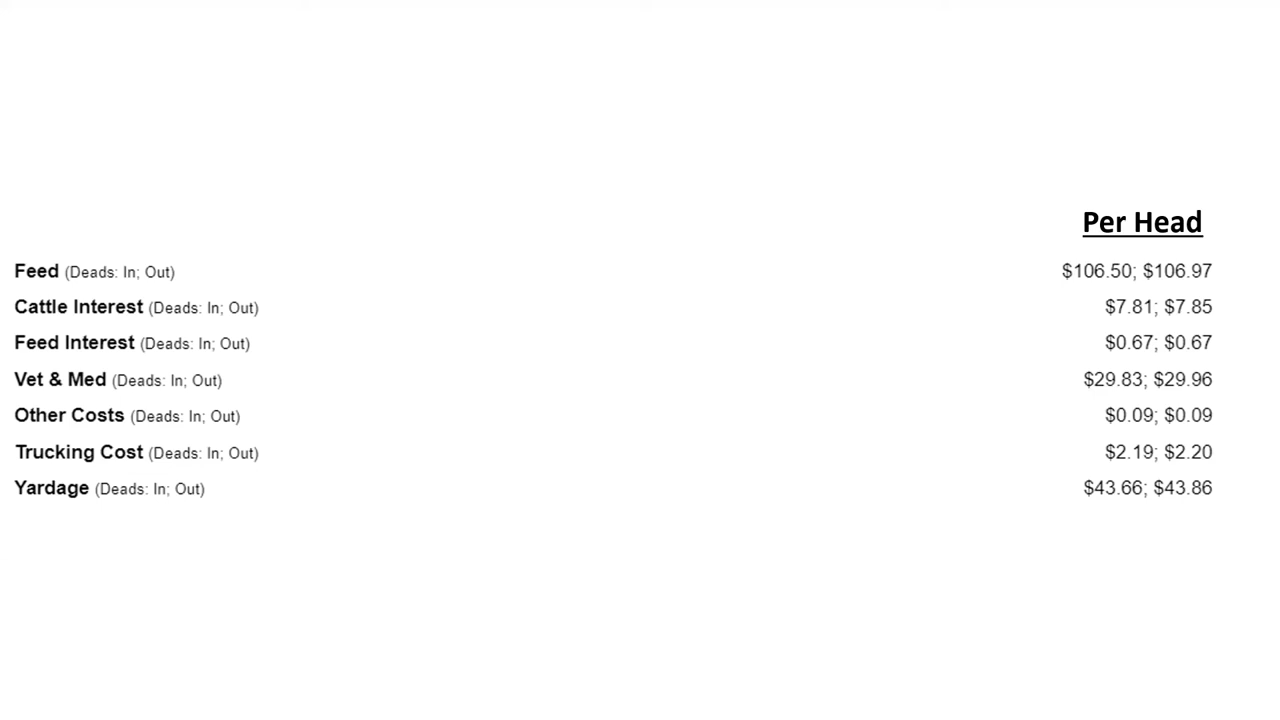 Per Head
Feed (Deads: In; Out) $106.50; $106.97
Cattle Interest (Deads: In; Out) $7.81; $7.85
Feed Interest (Deads: In; Out) $0.67; $0.67
Vet & Med (Deads: In; Out) $29.83; $29.96
Other Costs (Deads: In; Out) $0.09; $0.09
Trucking Cost (Deads: In; Out) $2.19; $2.20
Yardage (Deads: In; Out) $43.66; $43.86